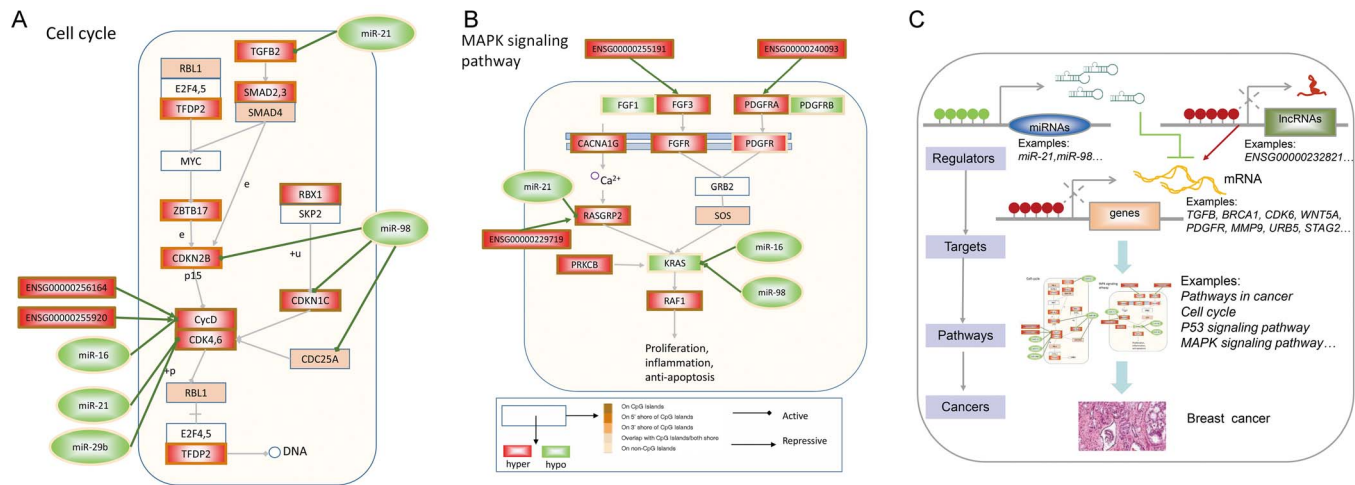 A
Cell cycle
miR-21
TGFB2
RBL1
E2F4,5
TFDP2
SMAD2,3
SMAD4
MYC
e
ZBTB17
e
RBX1
SKP2
miR-98
CDKN2B
p15
+u
ENSG00000256164
CDKN1C
ENSG00000255920
CycD
CDK4,6
miR-16
CDC25A
+p
miR-21
RBL1
miR-29b
E2F4,5
TFDP2
DNA
B
MAPK signaling
pathway
ENSG00000255191
ENSG00000240093
FGF1
FGF3
PDGFRA
PDGFRB
CACNA1G
FGFR
PDGFR
Ca2+
miR-21
GRB2
RASGRP2
SOS
ENSG00000229719
miR-16
PRKCB
KRAS
miR-98
RAF1
Proliferation,
inflammation,
anti-apoptosis
On CpG Islands
On 5' shore of CpG Islands
On 3' shore of CpG Islands
Overlap with CpG Islands/both shore
On non-CpG Islands
Active
Repressive
hyper
hypo
C
miRNAs
lncRNAs
Examples:
miR-21,miR-98...
Examples:
ENSG00000232821...
Regulators
mRNA
genes
Examples:
TGFB, BRCA1, CDK6, WNT5A,
PDGFR, MMP9, URB5, STAG2...
Targets
Pathways
Examples:
Pathways in cancer
Cell cycle
P53 signaling pathway
MAPK signaling pathway...
Cancers
Breast cancer